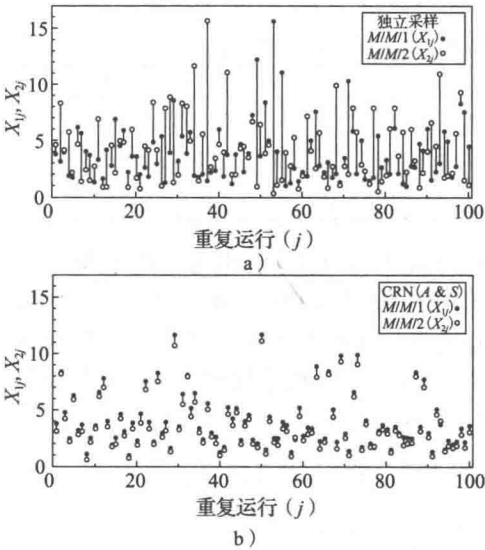 独立采样
M/M/1 (X1j) •
M/M/2 (X2j) ○
X1j, X2j
15
10
5
0
0 20 40 60 80 100
重复运行 (j)
a )
CRN (A & S)
M/M/1 (X1j) •
M/M/2 (X2j) ○
X1j, X2j
15
10
5
0
0 20 40 60 80 100
重复运行 (j)
b )